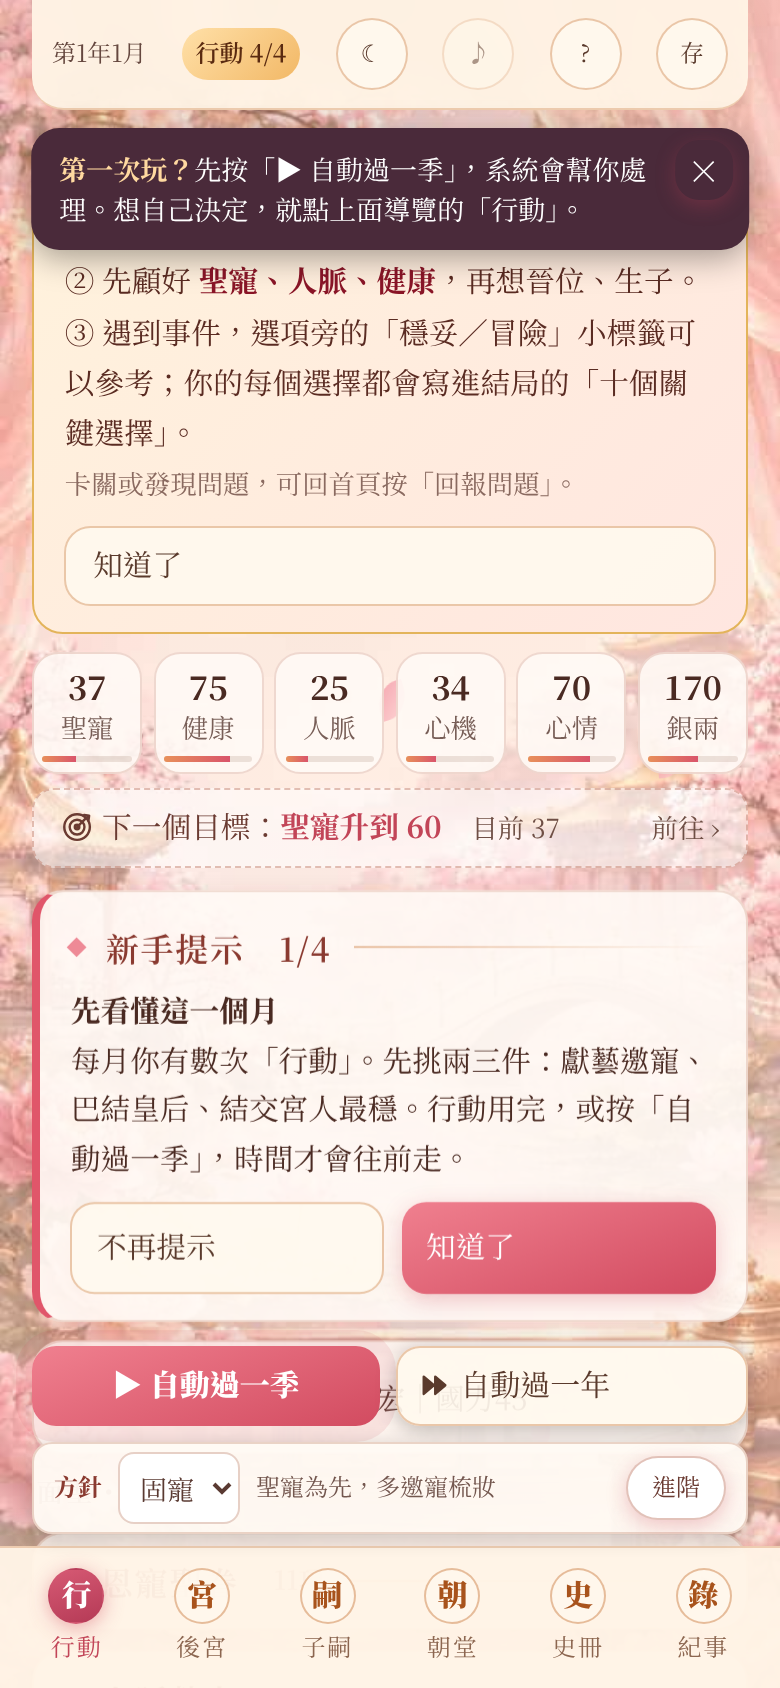 第1年1月
行動 4/4
☾
♪
?
存
第一次玩？先按「▶ 自動過一季」，系統會幫你處
理。想自己決定，就點上面導覽的「行動」。
② 先顧好 聖寵、人脈、健康，再想晉位、生子。
③ 遇到事件，選項旁的「穩妥／冒險」小標籤可
以參考；你的每個選擇都會寫進結局的「十個關
鍵選擇」。
卡關或發現問題，可回首頁按「回報問題」。
知道了
37 75 25 34 70 170
聖寵 健康 人脈 心機 心情 銀兩
下一個目標：聖寵升到 60 目前 37 前往 ›
新手提示 1/4
先看懂這一個月
每月你有數次「行動」。先挑兩三件：獻藝邀寵、
巴結皇后、結交宮人最穩。行動用完，或按「自
動過一季」，時間才會往前走。
不再提示 知道了
▶ 自動過一季 自動過一年
方針 固寵 聖寵為先，多邀寵梳妝 進階
行 宮 嗣 朝 史 錄
行動 後宮 子嗣 朝堂 史冊 紀事